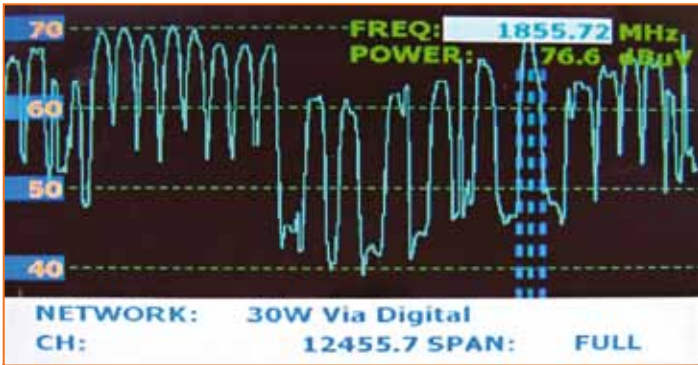 70 FREQ: 1855.72 MHz
POWER: 76.6 dBµV
60
50
40
NETWORK: 30W Via Digital
CH: 12455.7 SPAN: FULL